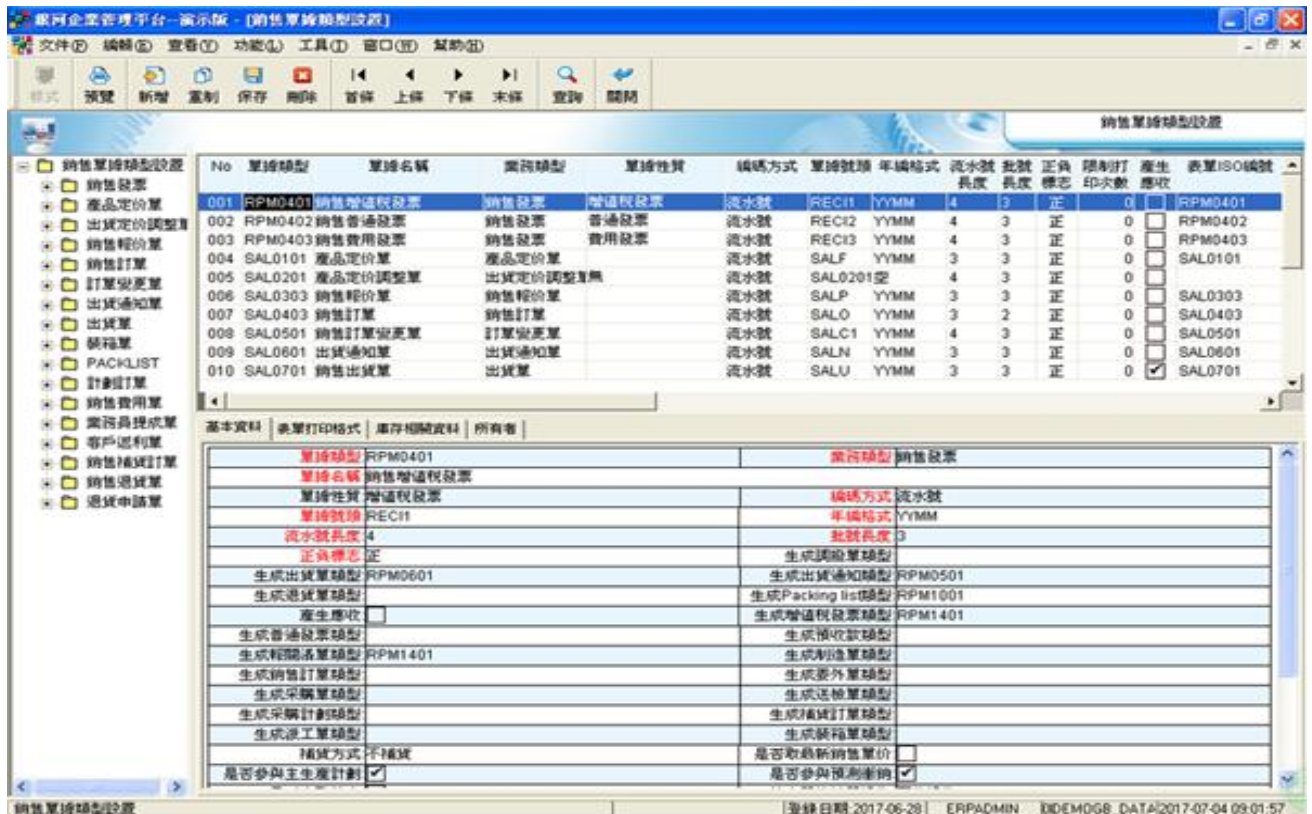 銀河企業管理平台--演示版 - [銷售單據類型設置]
文件(F) 編輯(E) 查看(V) 功能(L) 工具(T) 窗口(W) 幫助(H)
樣式 預覽 新增 重制 保存 刪除 首條 上條 下條 末條 查詢 關閉
銷售單據類型設置
銷售單據類型設置
銷售發票
產品定价單
出貨定价調整單
銷售報价單
銷售訂單
訂單變更單
出貨通知單
出貨單
裝箱單
PACKLIST
計劃訂單
銷售費用單
業務員提成單
客戶返利單
銷售補貨訂單
銷售退貨單
退貨申請單
No 單據類型 單據名稱 業務類型 單據性質 編碼方式 單據號頭 年編格式 流水號長度 批號長度 正負標志 限制打印次數 產生應收 表單ISO編號
001 RPM0401 銷售增值稅發票 銷售發票 增值稅發票 流水號 RECI1 YYMM 4 3 正 0 RPM0401
002 RPM0402 銷售普通發票 銷售發票 普通發票 流水號 RECI2 YYMM 4 3 正 0 RPM0402
003 RPM0403 銷售費用發票 銷售發票 費用發票 流水號 RECI3 YYMM 4 3 正 0 RPM0403
004 SAL0101 產品定价單 產品定价單 流水號 SALF YYMM 3 3 正 0 SAL0101
005 SAL0201 產品定价調整單 出貨定价調整單 無 流水號 SAL0201 空 4 3 正 0
006 SAL0303 銷售報价單 銷售報价單 流水號 SALP YYMM 3 3 正 0 SAL0303
007 SAL0403 銷售訂單 銷售訂單 流水號 SALO YYMM 3 2 正 0 SAL0403
008 SAL0501 銷售訂單變更單 訂單變更單 流水號 SALC1 YYMM 4 3 正 0 SAL0501
009 SAL0601 出貨通知單 出貨通知單 流水號 SALN YYMM 3 3 正 0 SAL0601
010 SAL0701 銷售出貨單 出貨單 流水號 SALU YYMM 3 3 正 0 SAL0701
基本資料 表單打印格式 庫存相關資料 所有者
單據類型 RPM0401 業務類型 銷售發票
單據名稱 銷售增值稅發票
單據性質 增值稅發票 編碼方式 流水號
單據號頭 RECI1 年編格式 YYMM
流水號長度 4 批號長度 3
正負標志 正 生成調撥單類型
生成出貨單類型 RPM0601 生成出貨通知類型 RPM0501
生成退貨單類型 生成Packing list類型 RPM1001
產生應收 生成增值稅發票類型 RPM1401
生成普通發票類型 生成預收款類型
生成報關清單類型 RPM1401 生成制造單類型
生成銷售訂單類型 生成委外單類型
生成采購單類型 生成送檢單類型
生成采購計劃類型 生成補貨訂單類型
生成派工單類型 生成裝箱單類型
補貨方式 不補貨 是否取最新銷售單价
是否參與主生產計劃 是否參與預測衝銷
銷售單據類型設置 登錄日期:2017-06-28 ERPADMIN DEMOGB_DATA 2017-07-04 09:01:57